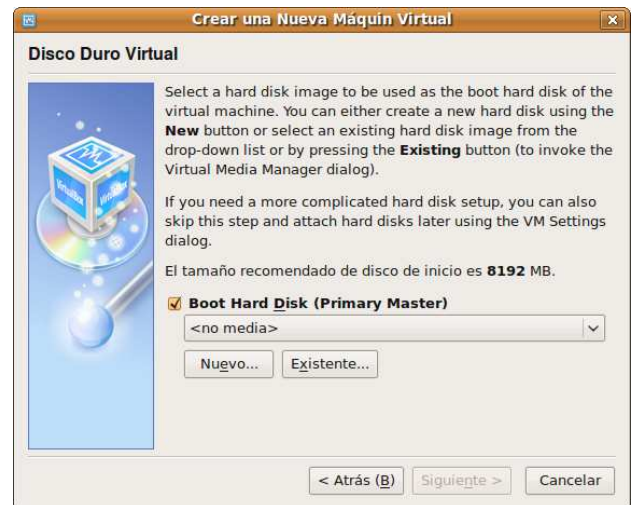 Crear una Nueva Máquin Virtual
Disco Duro Virtual
Select a hard disk image to be used as the boot hard disk of the
virtual machine. You can either create a new hard disk using the
New button or select an existing hard disk image from the
drop-down list or by pressing the Existing button (to invoke the
Virtual Media Manager dialog).
If you need a more complicated hard disk setup, you can also
skip this step and attach hard disks later using the VM Settings
dialog.
El tamaño recomendado de disco de inicio es 8192 MB.
Boot Hard Disk (Primary Master)
<no media>
Nuevo... Existente...
< Atrás (B) Siguiente > Cancelar
VirtualBox